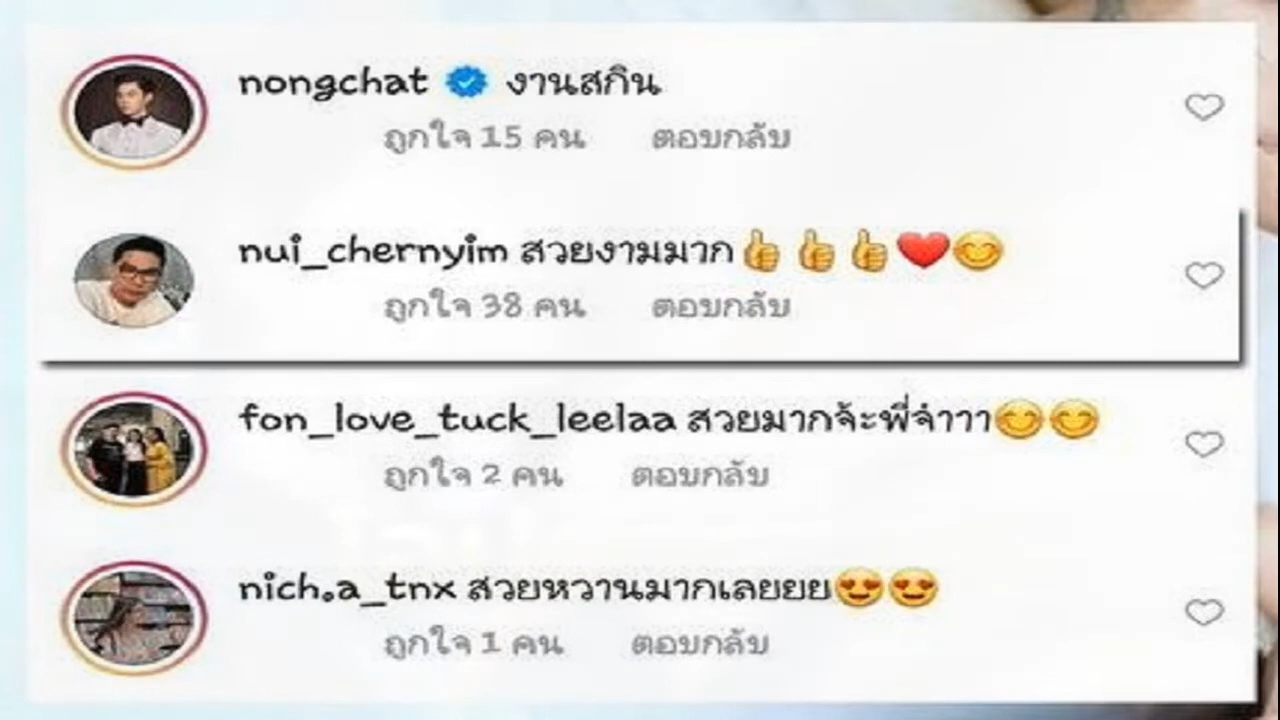 nongchat งานสกิน
ถูกใจ 15 คน ตอบกลับ
nui_chernyim สวยงามมาก👍👍👍❤️😊
ถูกใจ 38 คน ตอบกลับ
fon_love_tuck_leelaa สวยมากจ้ะพี่จ๋าาา😊😊
ถูกใจ 2 คน ตอบกลับ
nich.a_tnx สวยหวานมากเลยยย😍😍
ถูกใจ 1 คน ตอบกลับ